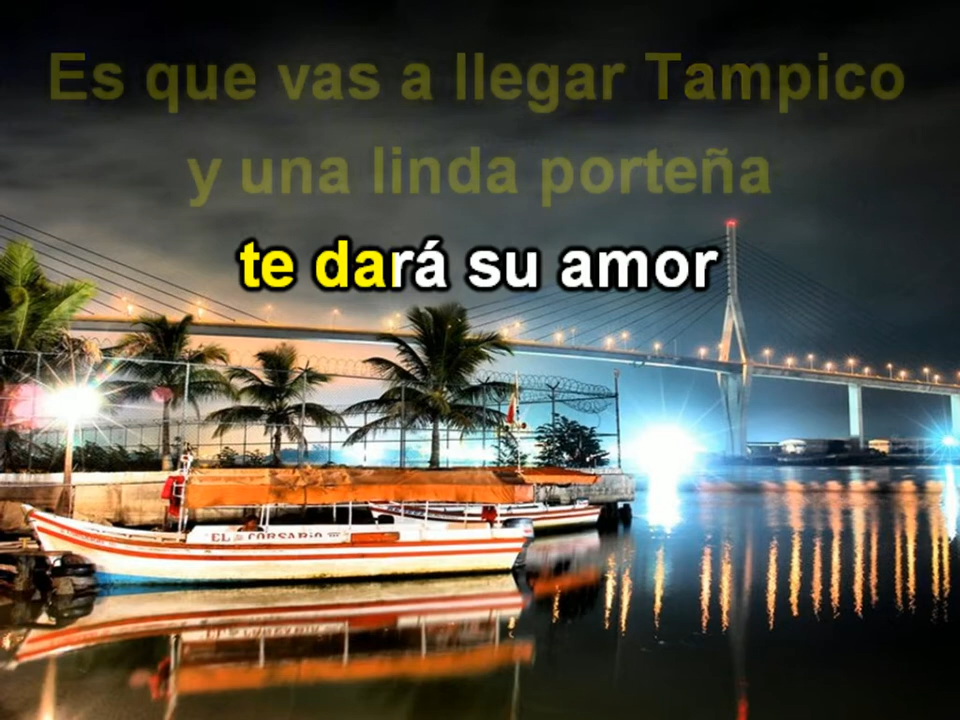 Es que vas a llegar Tampico
y una linda porteña
te dará su amor
EL CORSARIO